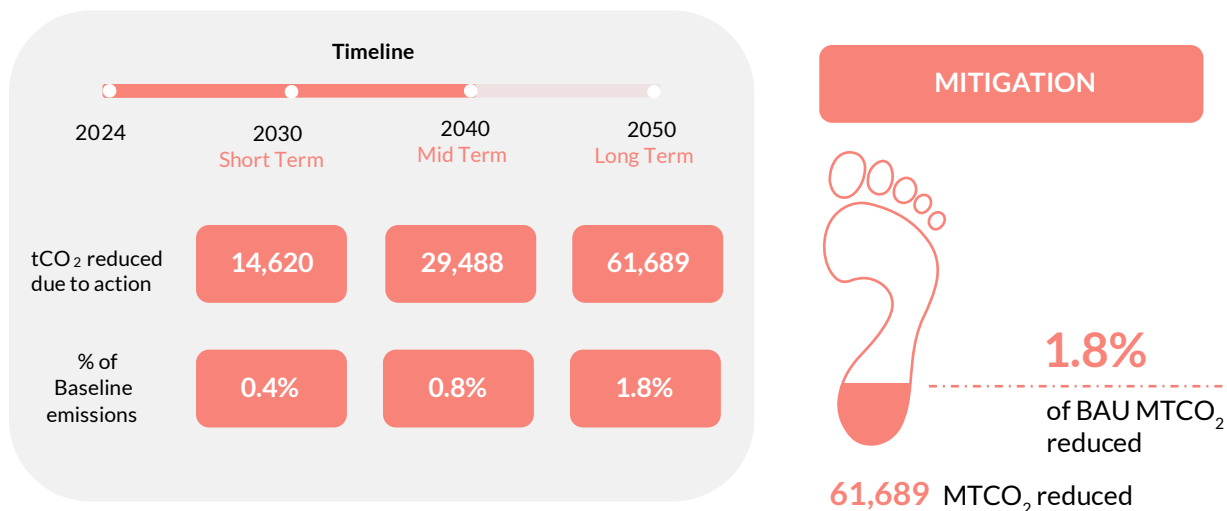 Timeline
2024
2030
Short Term
2040
Mid Term
2050
Long Term
tCO₂ reduced
due to action
14,620
29,488
61,689
% of
Baseline
emissions
0.4%
0.8%
1.8%
MITIGATION
1.8%
of BAU MTCO₂
reduced
61,689 MTCO₂ reduced